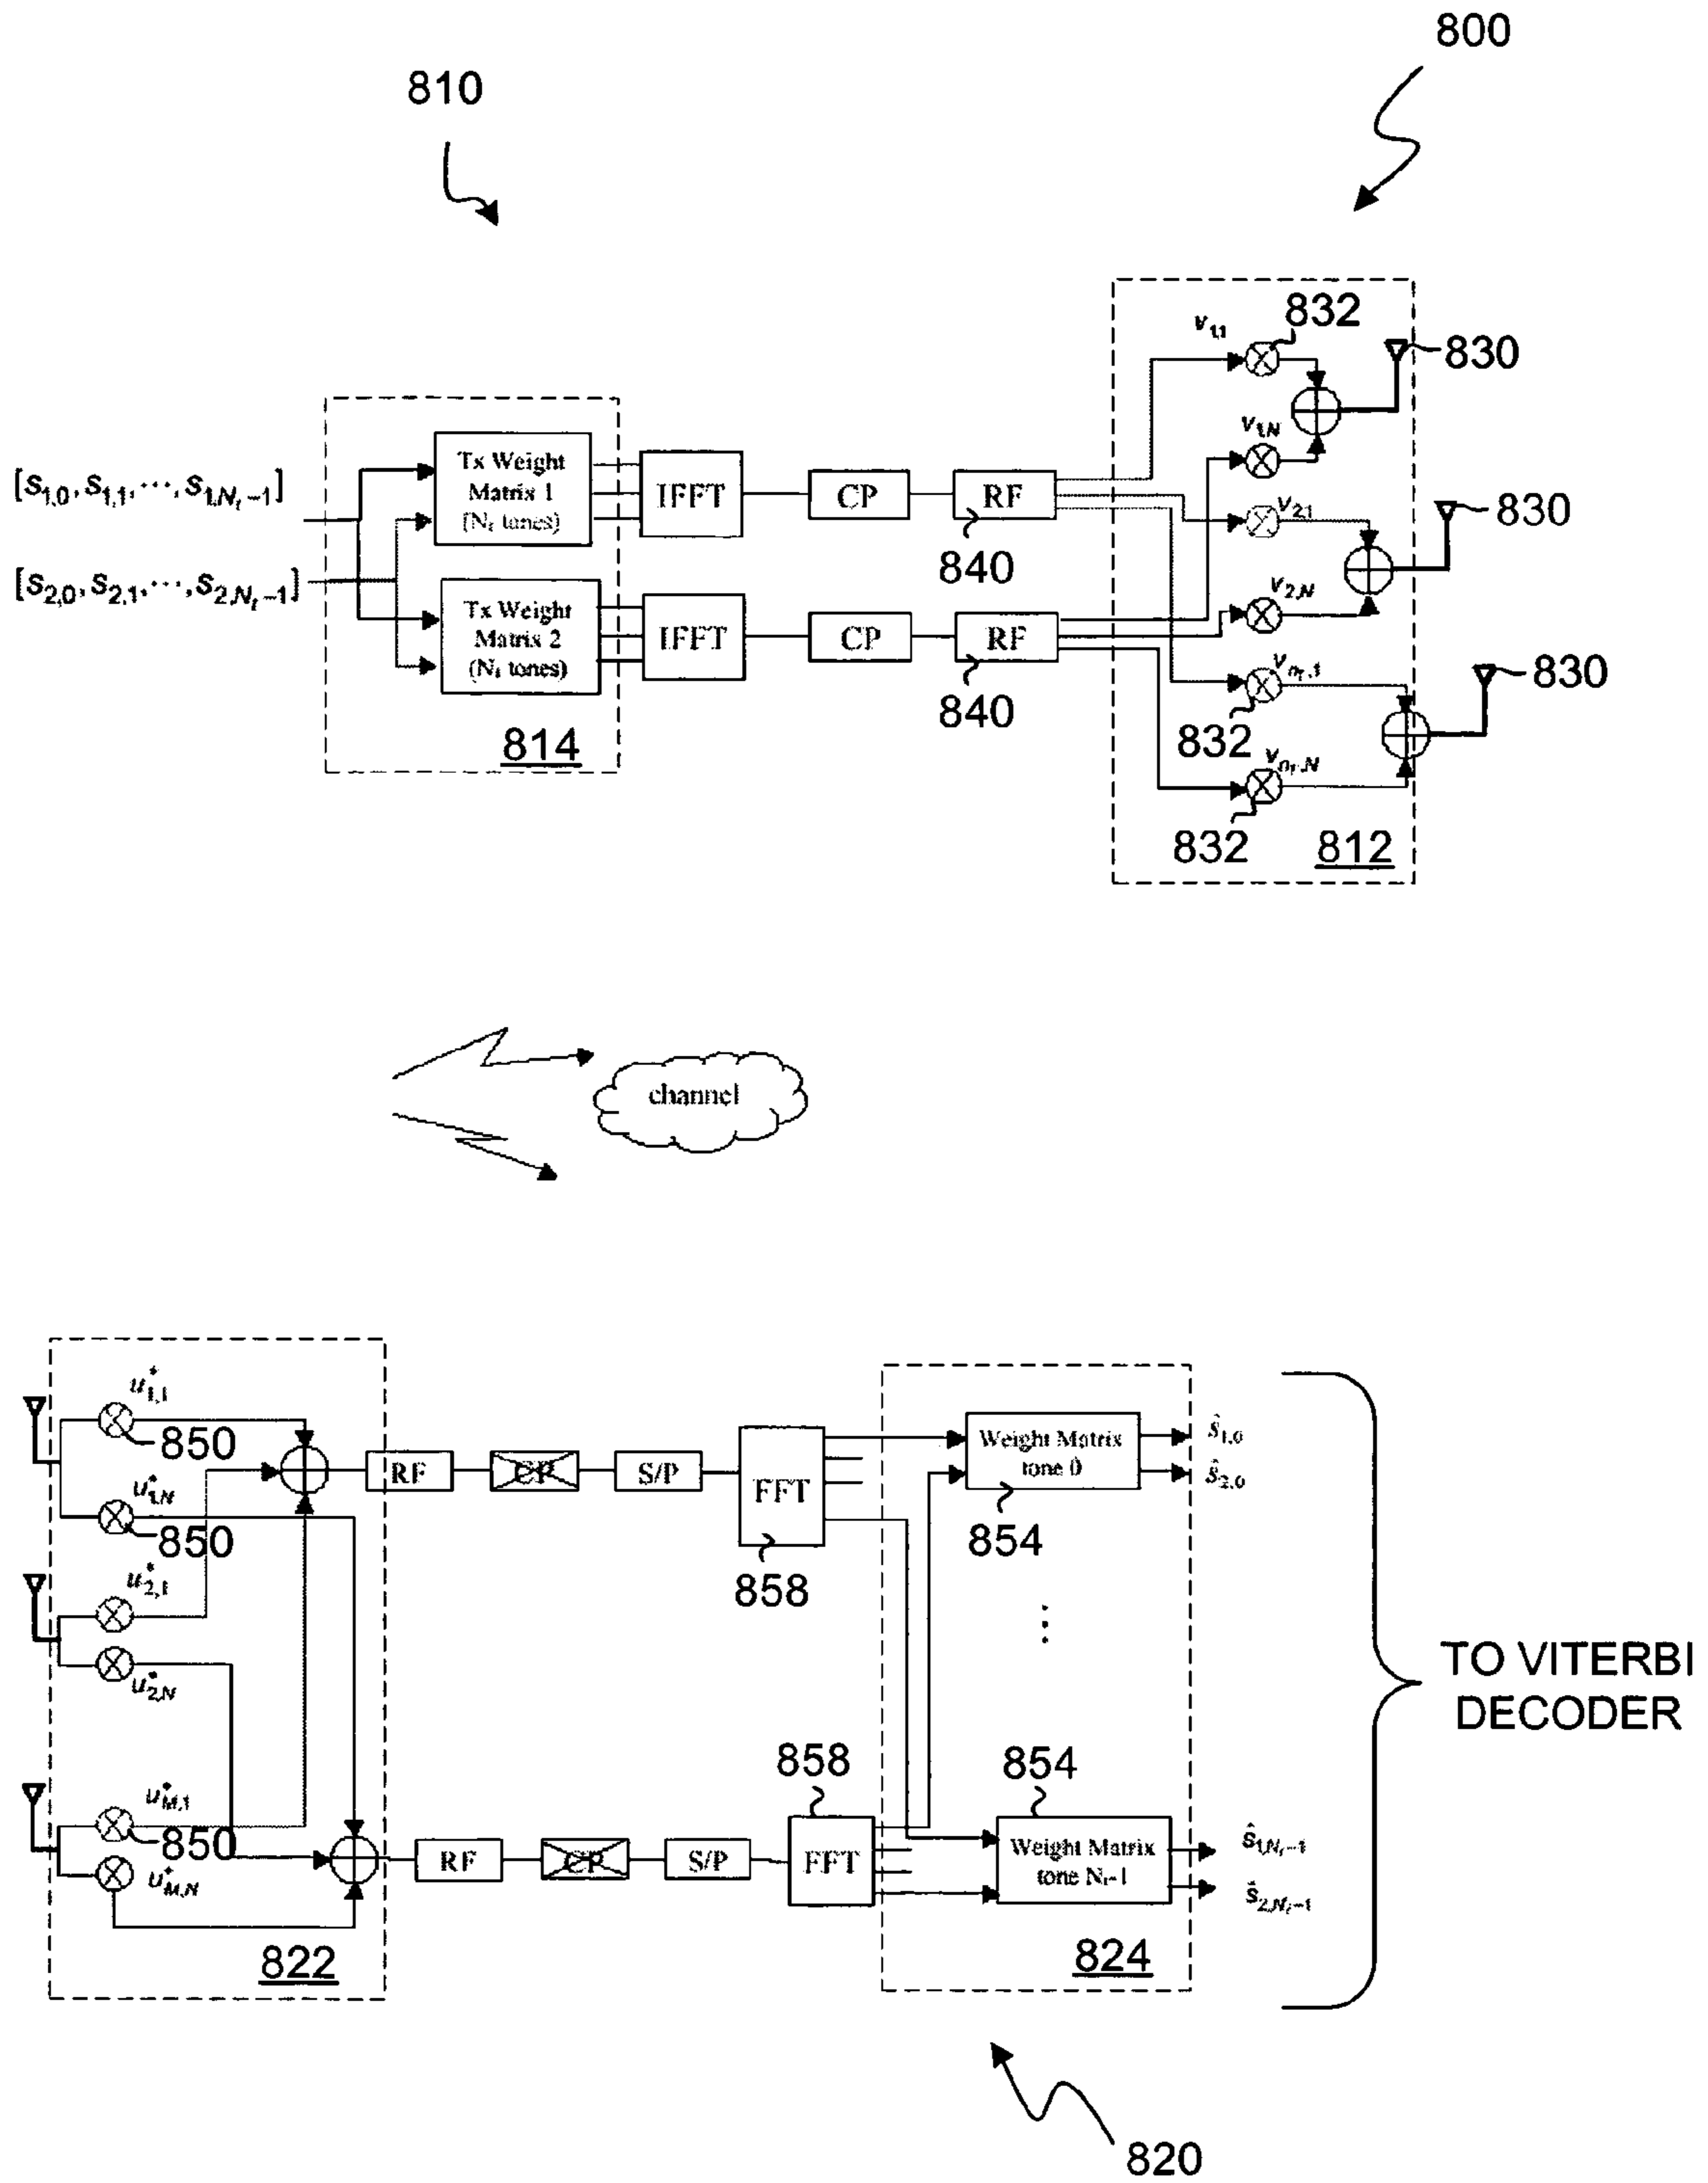 800
810
832
v1,1
830
v1,N
Tx Weight
Matrix 1
(Nt tones)
[s1,0, s1,1, ..., s1,Nt−1]
IFFT
CP
RF
v2,1
830
840
[s2,0, s2,1, ..., s2,Nt−1]
Tx Weight
Matrix 2
(Nt tones)
IFFT
CP
RF
v2,N
840
vnT,1
830
814
832
vnT,N
832
812
channel
u*1,1
850
Weight Matrix
tone 0
ŝ1,0
ŝ2,0
RF
CP
S/P
FFT
u*1,N
850
854
858
u*2,1
...
u*2,N
TO VITERBI
DECODER
858
854
u*M,1
850
RF
CP
S/P
FFT
Weight Matrix
tone Nt-1
ŝ1,Nt−1
ŝ2,Nt−1
u*M,N
822
824
820